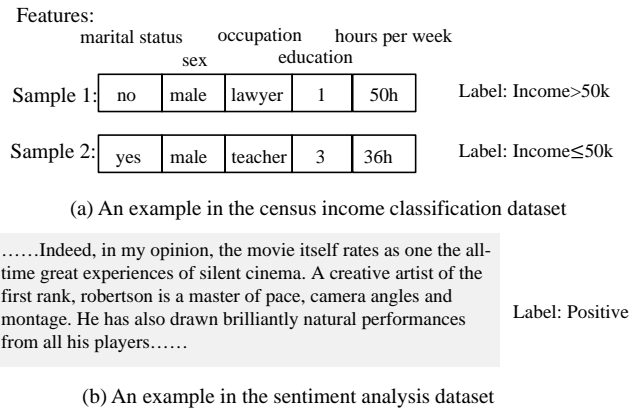 Features:
marital status sex occupation education hours per week
Sample 1: no male lawyer 1 50h Label: Income>50k
Sample 2: yes male teacher 3 36h Label: Income≤50k
(a) An example in the census income classification dataset
……Indeed, in my opinion, the movie itself rates as one the all-
time great experiences of silent cinema. A creative artist of the
first rank, robertson is a master of pace, camera angles and
montage. He has also drawn brilliantly natural performances
from all his players……
Label: Positive
(b) An example in the sentiment analysis dataset